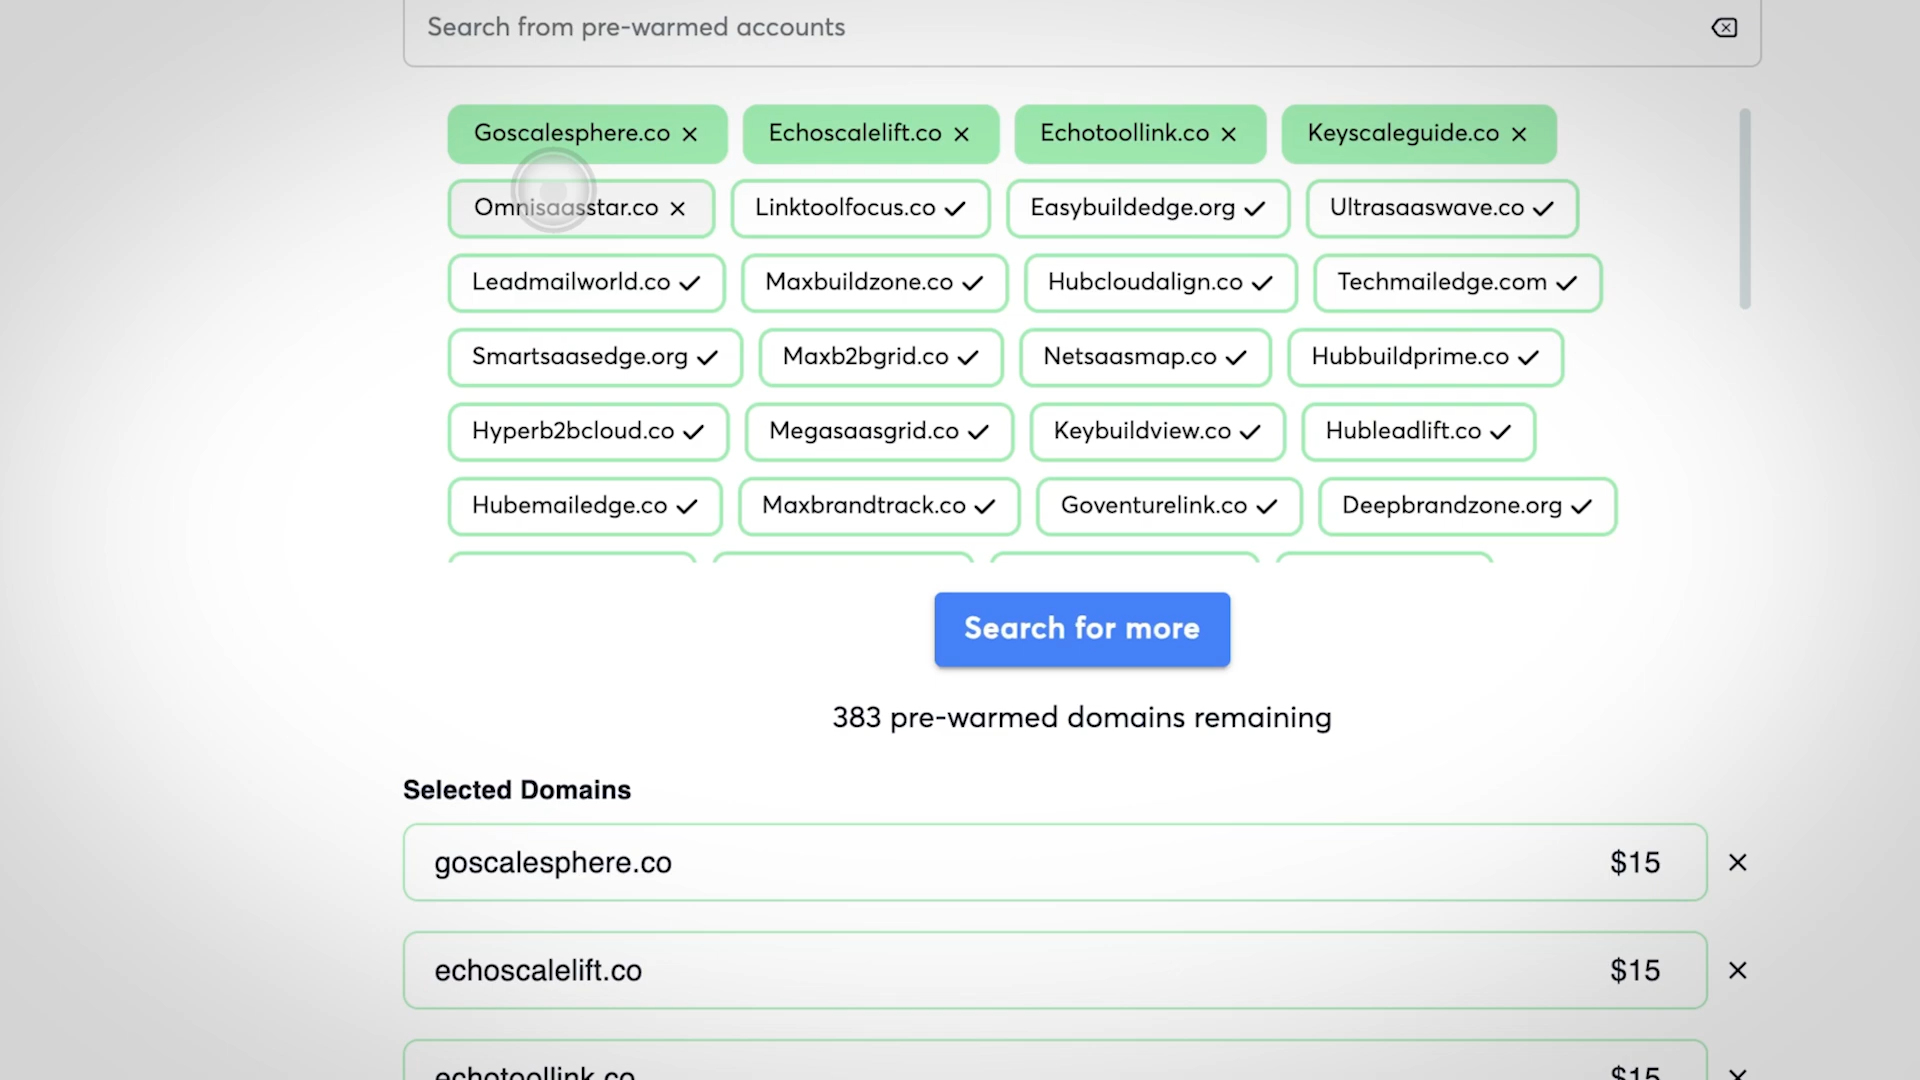 Search from pre-warmed accounts
Goscalesphere.co Echoscalelift.co Echotoollink.co Keyscaleguide.co
Omnisaasstar.co Linktoolfocus.co Easybuildedge.org Ultrasaaswave.co
Leadmailworld.co Maxbuildzone.co Hubcloudalign.co Techmailedge.com
Smartsaasedge.org Maxb2bgrid.co Netsaasmap.co Hubbuildprime.co
Hyperb2bcloud.co Megasaasgrid.co Keybuildview.co Hubleadlift.co
Hubemailedge.co Maxbrandtrack.co Goventurelink.co Deepbrandzone.org
Search for more
383 pre-warmed domains remaining
Selected Domains
goscalesphere.co $15
echoscalelift.co $15
echotoollink.co $15